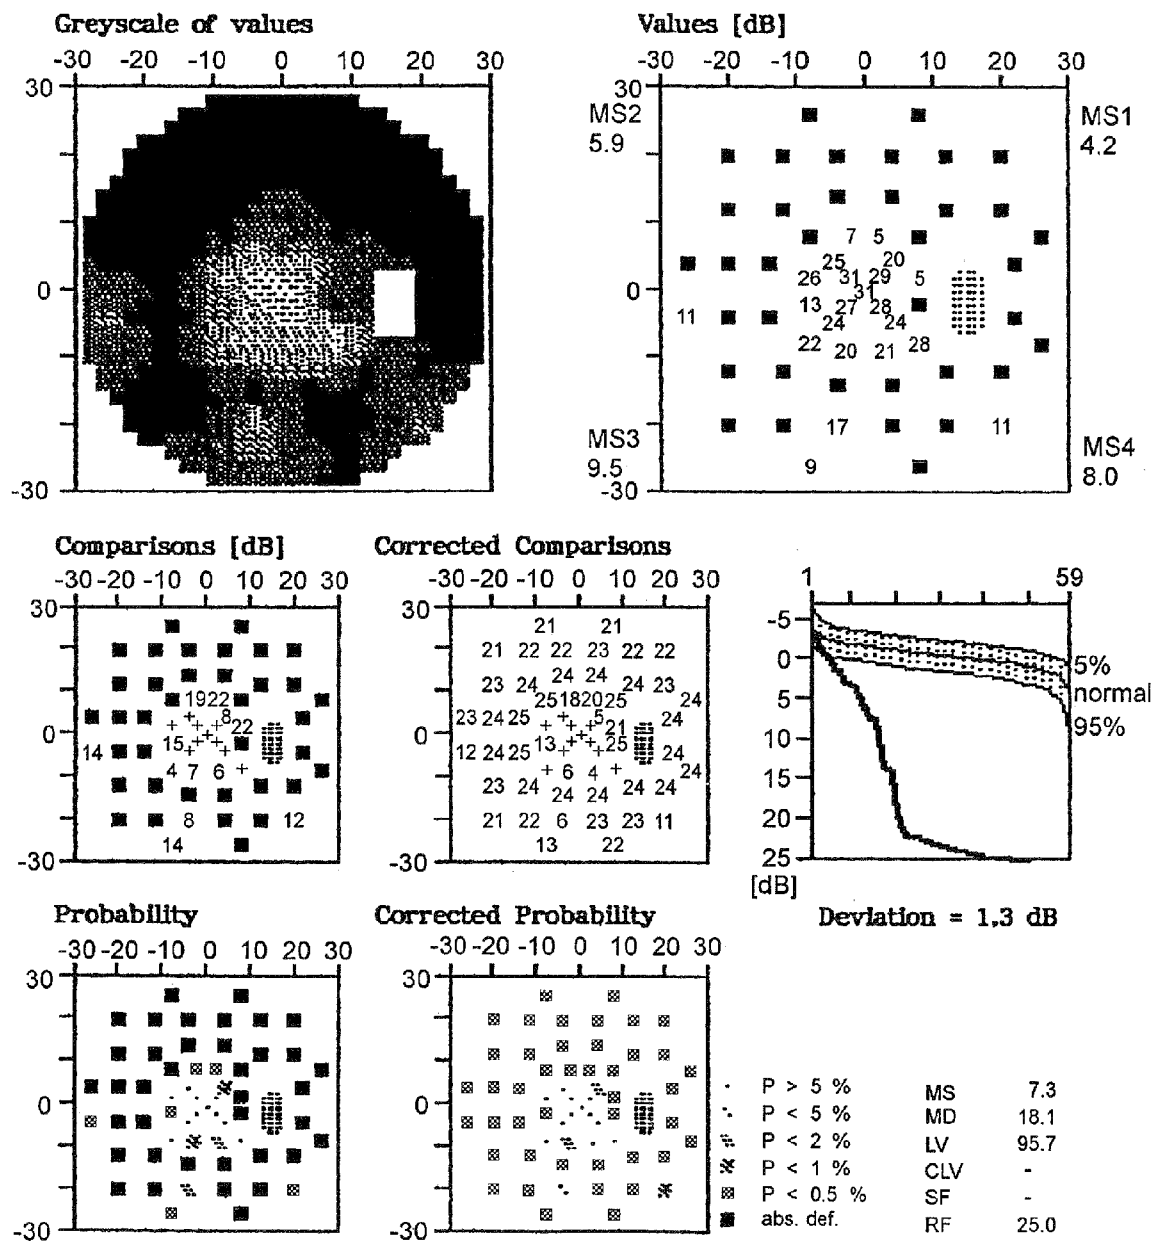 Greyscale of values
-30 -20 -10 0 10 20 30
30
0
-30
Values [dB]
-30 -20 -10 0 10 20 30
30
MS2
5.9
MS1
4.2
7 5
25 20
26 31 29 5
0
31
13 27 28
11
24 24
22 20 21 28
17 11
MS3
9.5
9
MS4
8.0
-30
Comparisons [dB]
-30 -20 -10 0 10 20 30
30
19 22
8
22
0
15
14
4 7 6
8 12
14
-30
Corrected Comparisons
-30 -20 -10 0 10 20 30
30
21 21
21 22 22 23 22 22
24 24
23 24 24 23
25 18 20 25 24
23 24 25 5 24
21
0
13 25
12 24 25 24
6 4 24
23 24 24 24
24 24
21 22 6 23 23 11
13 22
-30
1 59
-5
0
5
10
15
20
25
[dB]
5%
normal
95%
Deviation = 1,3 dB
Probability
-30 -20 -10 0 10 20 30
30
0
-30
Corrected Probability
-30 -20 -10 0 10 20 30
30
0
-30
P > 5 %
P < 5 %
P < 2 %
P < 1 %
P < 0.5 %
abs. def.
MS 7.3
MD 18.1
LV 95.7
CLV -
SF -
RF 25.0